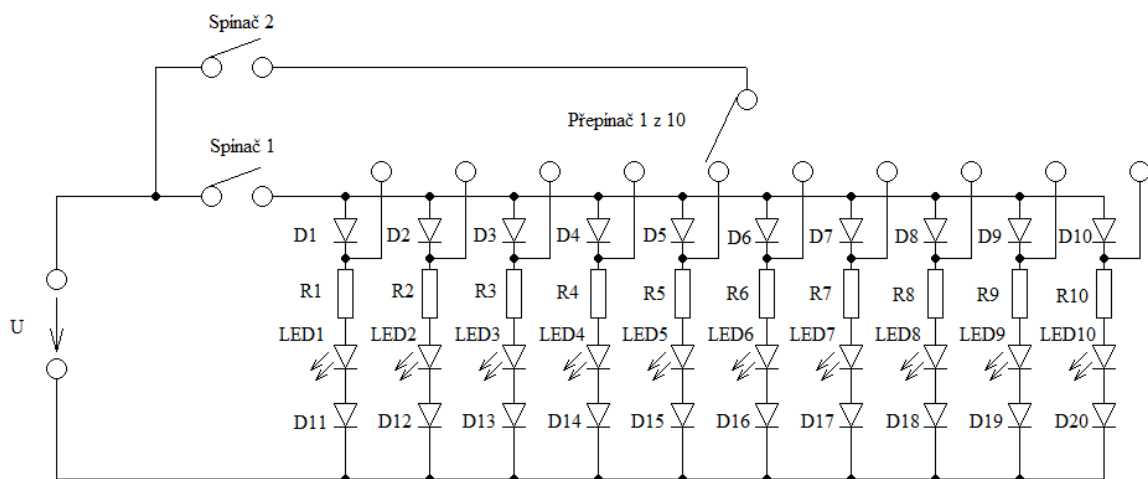 Spínač 2
Přepínač 1 z 10
Spínač 1
D1 D2 D3 D4 D5 D6 D7 D8 D9 D10
R1 R2 R3 R4 R5 R6 R7 R8 R9 R10
U
LED1 LED2 LED3 LED4 LED5 LED6 LED7 LED8 LED9 LED10
D11 D12 D13 D14 D15 D16 D17 D18 D19 D20